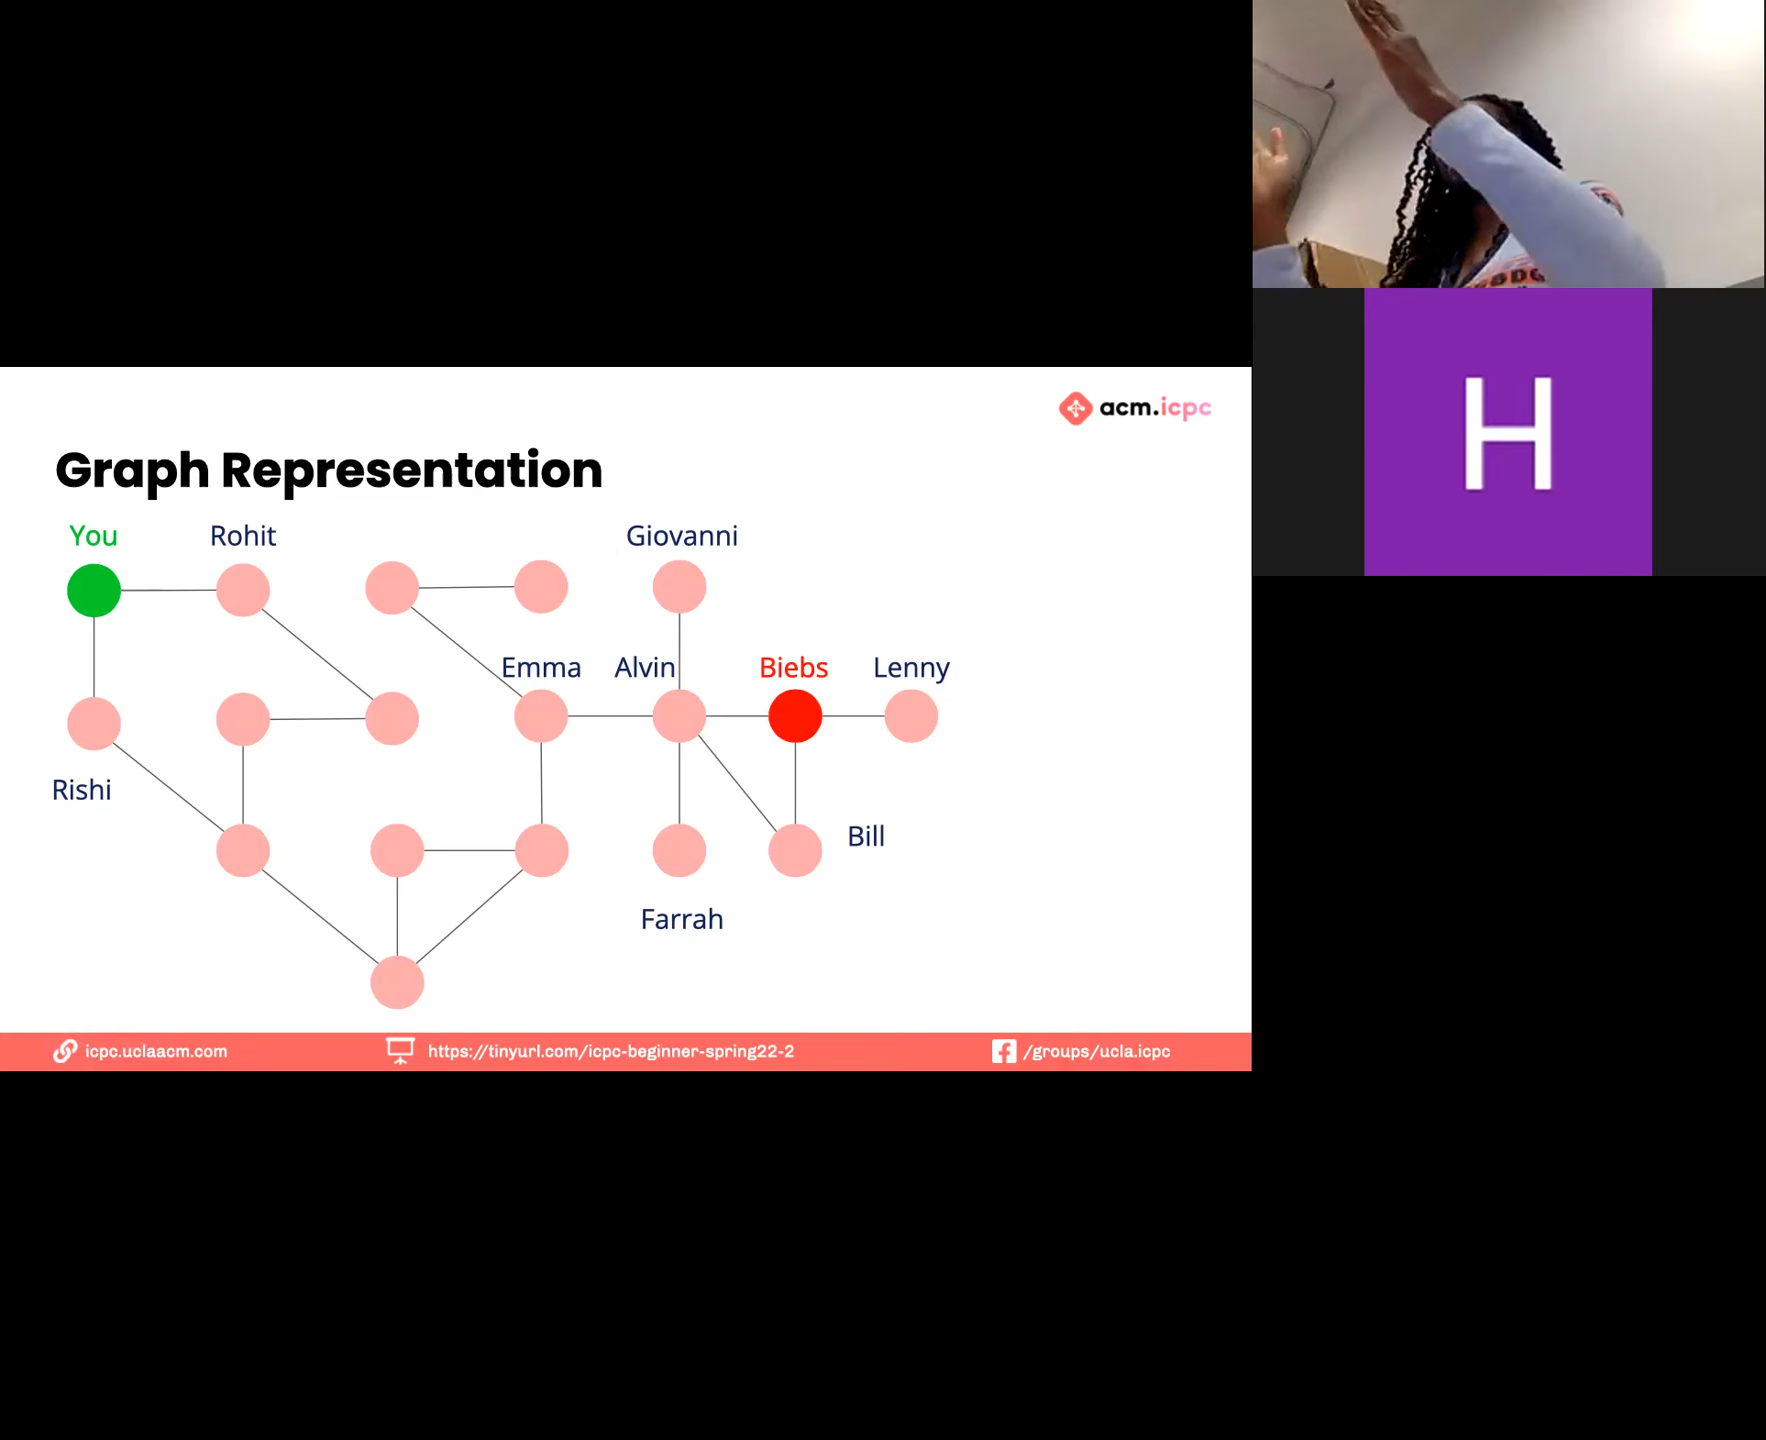 acm.icpc
Graph Representation
You
Rohit
Giovanni
Emma
Alvin
Biebs
Lenny
Rishi
Bill
Farrah
icpc.uclaacm.com
https://tinyurl.com/icpc-beginner-spring22-2
/groups/ucla.icpc
H